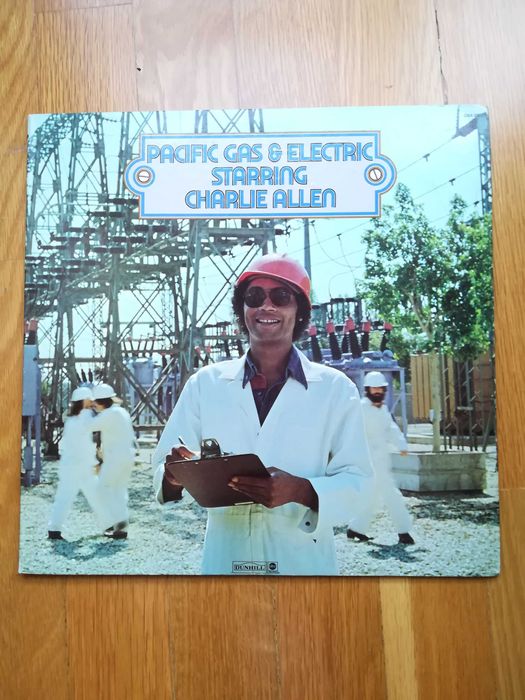 PACIFIC GAS & ELECTRIC
STARRING
CHARLIE ALLEN
DUNHILL